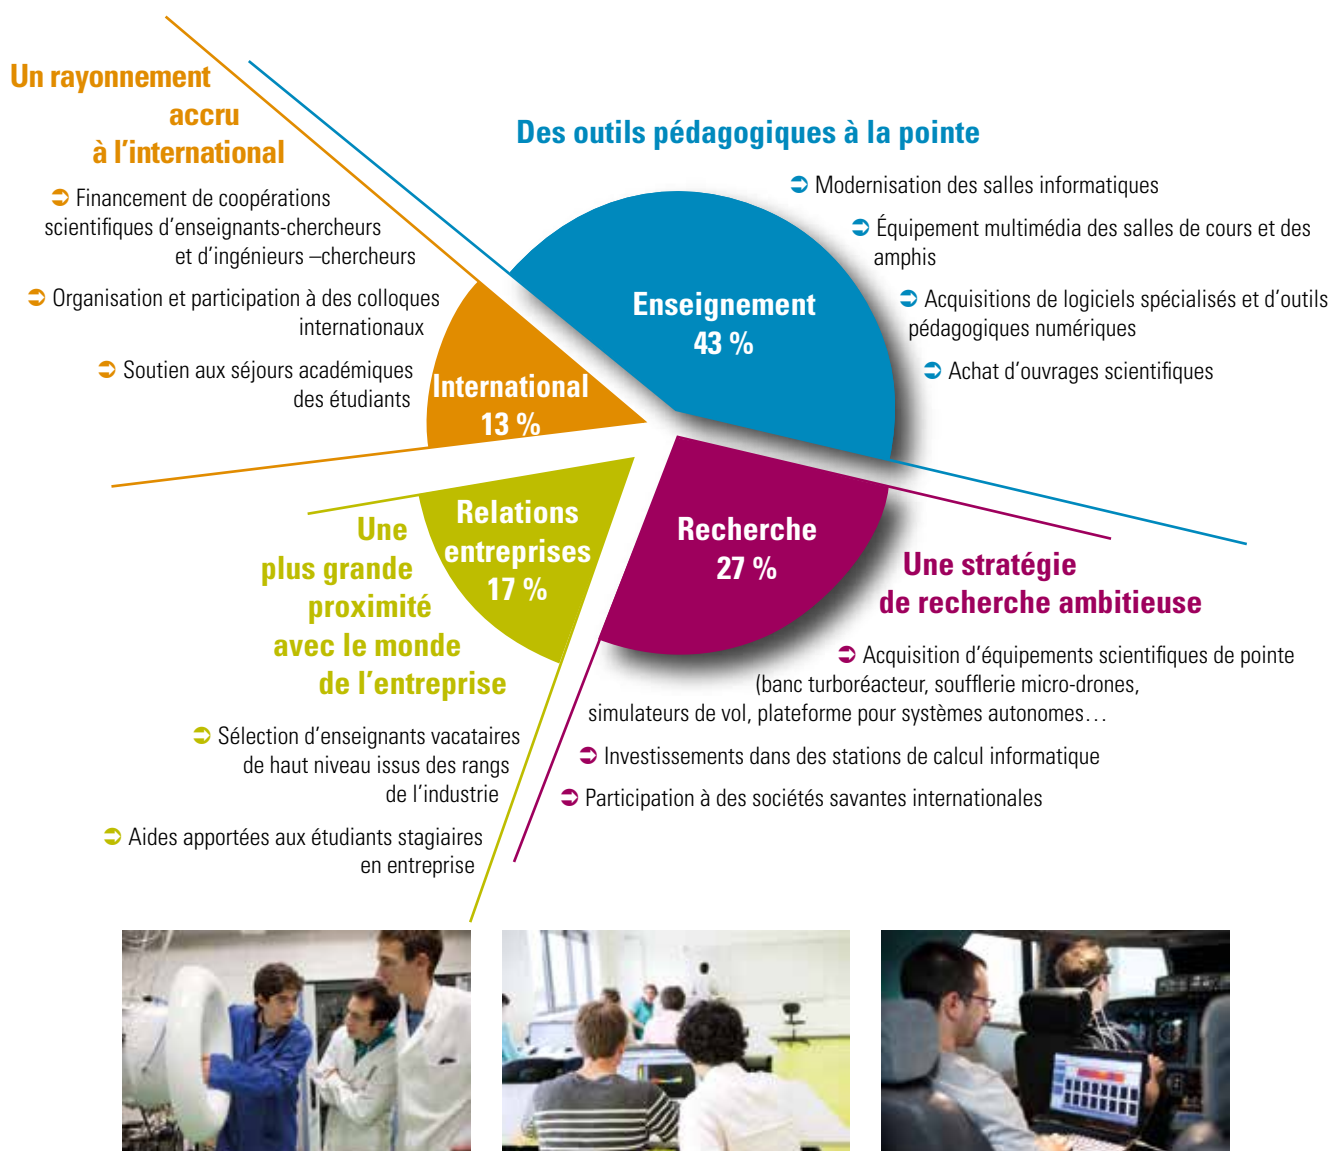 Un rayonnement
accru
à l'international
➲ Financement de coopérations
scientifiques d'enseignants-chercheurs
et d'ingénieurs –chercheurs
➲ Organisation et participation à des colloques
internationaux
➲ Soutien aux séjours académiques
des étudiants
International
13 %
Des outils pédagogiques à la pointe
➲ Modernisation des salles informatiques
➲ Équipement multimédia des salles de cours et des
amphis
➲ Acquisitions de logiciels spécialisés et d'outils
pédagogiques numériques
➲ Achat d'ouvrages scientifiques
Enseignement
43 %
Relations
entreprises
17 %
Une
plus grande
proximité
avec le monde
de l'entreprise
➲ Sélection d'enseignants vacataires
de haut niveau issus des rangs
de l'industrie
➲ Aides apportées aux étudiants stagiaires
en entreprise
Recherche
27 %
Une stratégie
de recherche ambitieuse
➲ Acquisition d'équipements scientifiques de pointe
(banc turboréacteur, soufflerie micro-drones,
simulateurs de vol, plateforme pour systèmes autonomes…
➲ Investissements dans des stations de calcul informatique
➲ Participation à des sociétés savantes internationales